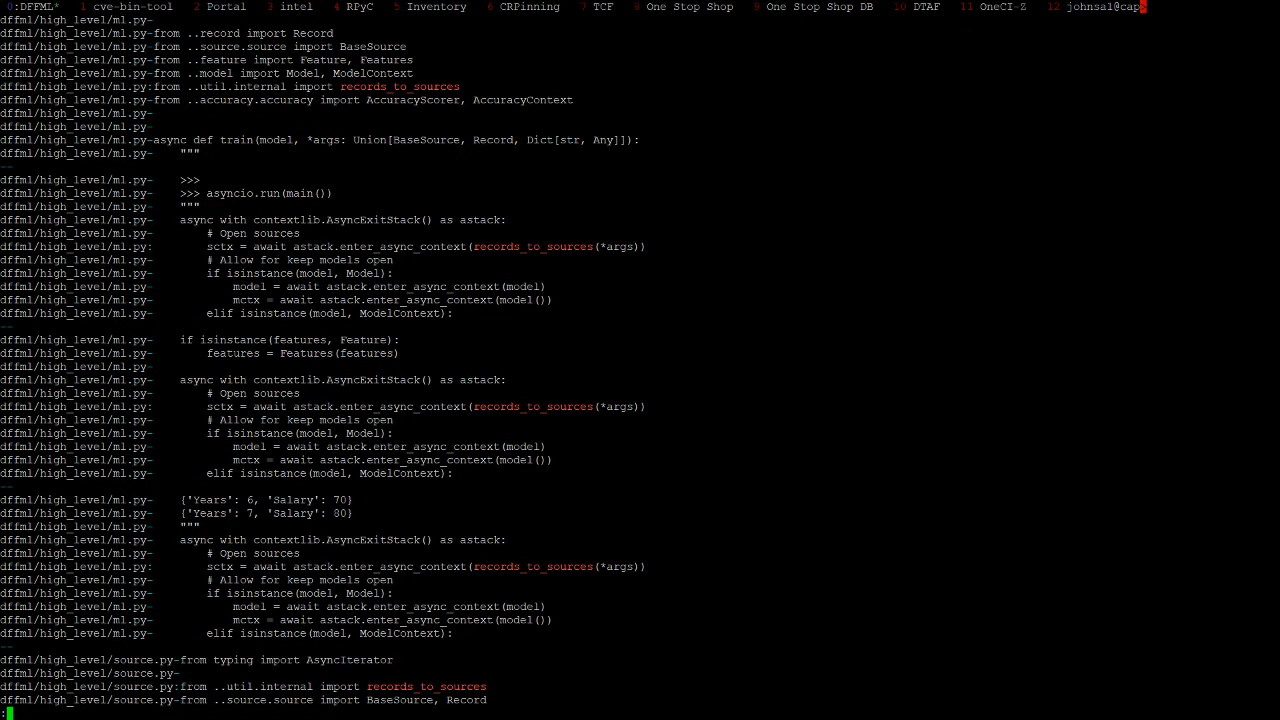 0:DFFML* 1 cve-bin-tool 2 Portal 3 intel 4 RPyC 5 Inventory 6 CRPinning 7 TCF 8 One Stop Shop 9 One Stop Shop DB 10 DTAF 11 OneCI-Z 12 johnsa1@cap>
dffml/high_level/ml.py-
dffml/high_level/ml.py-from ..record import Record
dffml/high_level/ml.py-from ..source.source import BaseSource
dffml/high_level/ml.py-from ..feature import Feature, Features
dffml/high_level/ml.py-from ..model import Model, ModelContext
dffml/high_level/ml.py:from ..util.internal import records_to_sources
dffml/high_level/ml.py-from ..accuracy.accuracy import AccuracyScorer, AccuracyContext
dffml/high_level/ml.py-
dffml/high_level/ml.py-
dffml/high_level/ml.py-async def train(model, *args: Union[BaseSource, Record, Dict[str, Any]]):
dffml/high_level/ml.py-    """
--
dffml/high_level/ml.py-    >>>
dffml/high_level/ml.py-    >>> asyncio.run(main())
dffml/high_level/ml.py-    """
dffml/high_level/ml.py-    async with contextlib.AsyncExitStack() as astack:
dffml/high_level/ml.py-        # Open sources
dffml/high_level/ml.py:        sctx = await astack.enter_async_context(records_to_sources(*args))
dffml/high_level/ml.py-        # Allow for keep models open
dffml/high_level/ml.py-        if isinstance(model, Model):
dffml/high_level/ml.py-            model = await astack.enter_async_context(model)
dffml/high_level/ml.py-            mctx = await astack.enter_async_context(model())
dffml/high_level/ml.py-        elif isinstance(model, ModelContext):
--
dffml/high_level/ml.py-    if isinstance(features, Feature):
dffml/high_level/ml.py-        features = Features(features)
dffml/high_level/ml.py-
dffml/high_level/ml.py-    async with contextlib.AsyncExitStack() as astack:
dffml/high_level/ml.py-        # Open sources
dffml/high_level/ml.py:        sctx = await astack.enter_async_context(records_to_sources(*args))
dffml/high_level/ml.py-        # Allow for keep models open
dffml/high_level/ml.py-        if isinstance(model, Model):
dffml/high_level/ml.py-            model = await astack.enter_async_context(model)
dffml/high_level/ml.py-            mctx = await astack.enter_async_context(model())
dffml/high_level/ml.py-        elif isinstance(model, ModelContext):
--
dffml/high_level/ml.py-    {'Years': 6, 'Salary': 70}
dffml/high_level/ml.py-    {'Years': 7, 'Salary': 80}
dffml/high_level/ml.py-    """
dffml/high_level/ml.py-    async with contextlib.AsyncExitStack() as astack:
dffml/high_level/ml.py-        # Open sources
dffml/high_level/ml.py:        sctx = await astack.enter_async_context(records_to_sources(*args))
dffml/high_level/ml.py-        # Allow for keep models open
dffml/high_level/ml.py-        if isinstance(model, Model):
dffml/high_level/ml.py-            model = await astack.enter_async_context(model)
dffml/high_level/ml.py-            mctx = await astack.enter_async_context(model())
dffml/high_level/ml.py-        elif isinstance(model, ModelContext):
--
dffml/high_level/source.py-from typing import AsyncIterator
dffml/high_level/source.py-
dffml/high_level/source.py:from ..util.internal import records_to_sources
dffml/high_level/source.py-from ..source.source import BaseSource, Record
: